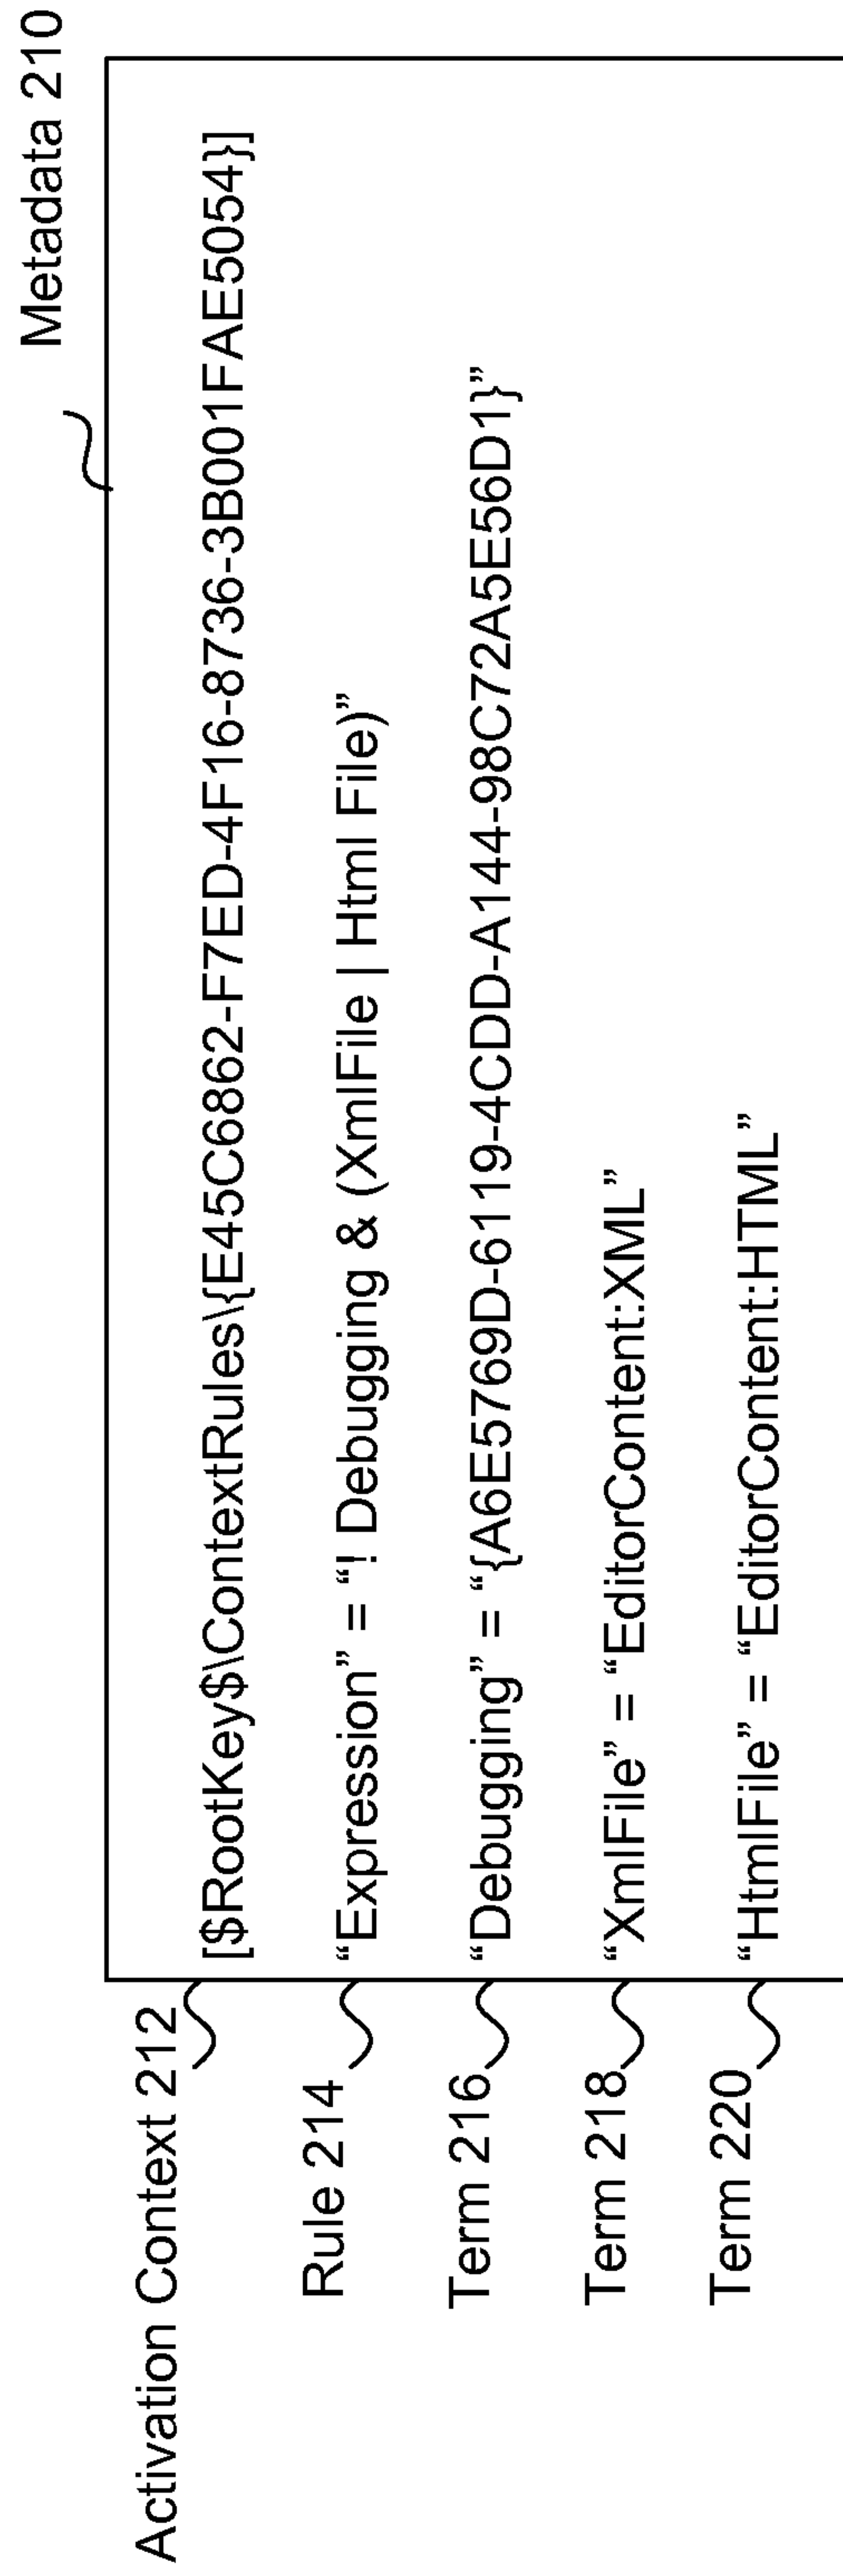 Metadata 210
Activation Context 212
[$RootKey$\ContextRules\{E45C6862-F7ED-4F16-8736-3B001FAE5054}]
Rule 214
“Expression” = “! Debugging & (XmlFile | Html File)”
Term 216
“Debugging” = “{A6E5769D-6119-4CDD-A144-98C72A5E56D1}”
Term 218
“XmlFile” = “EditorContent:XML”
Term 220
“HtmlFile” = “EditorContent:HTML”